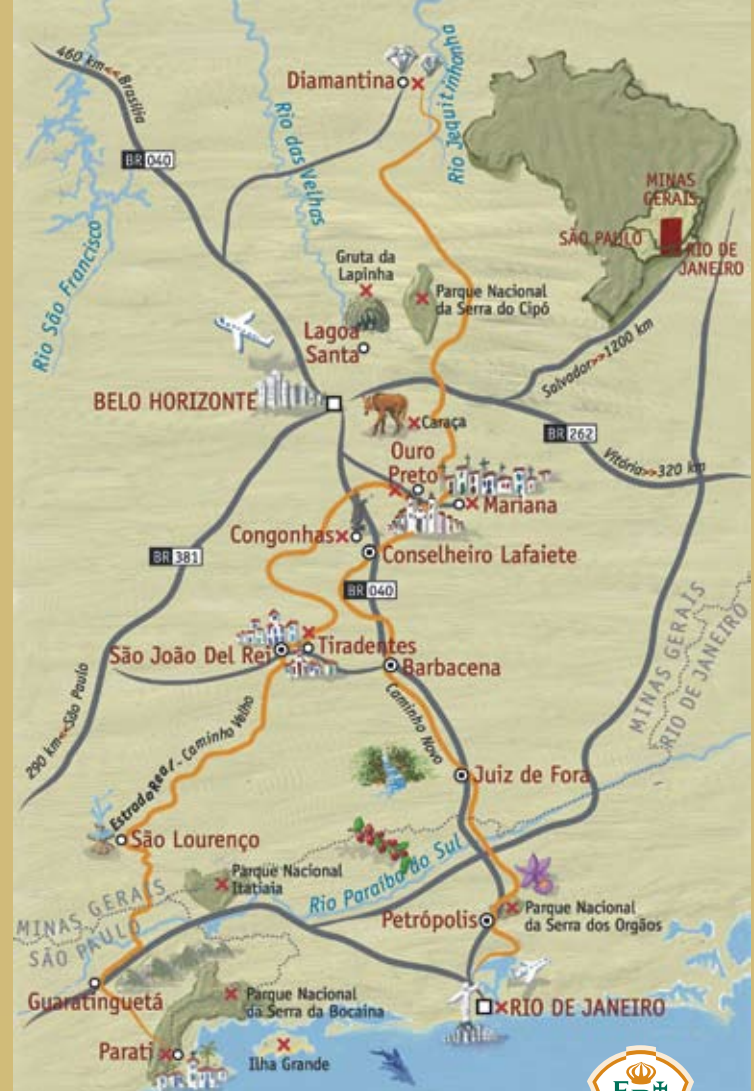 460 km<<Brasília
Diamantina
Rio Jequitinhonha
BR 040
Rio das Velhas
Rio São Francisco
MINAS
GERAIS
SÃO PAULO
RIO DE
JANEIRO
Gruta da
Lapinha
Parque Nacional
da Serra do Cipó
Lagoa
Santa
Salvador>>1200 km
BELO HORIZONTE
Caraça
BR 262
Ouro
Preto
Vitória>>320 km
Mariana
Congonhas
Conselheiro Lafaiete
BR 381
BR 040
São João Del Rei
Tiradentes
Barbacena
MINAS GERAIS
RIO DE JANEIRO
290 km<<São Paulo
Caminho Novo
Estrada Real - Caminho Velho
Juiz de Fora
São Lourenço
Parque Nacional
Itatiaia
Rio Paraíba do Sul
MINAS GERAIS
SÃO PAULO
Petrópolis
Parque Nacional
da Serra dos Orgãos
Guaratinguetá
Parque Nacional
da Serra da Bocaina
RIO DE JANEIRO
Parati
Ilha Grande